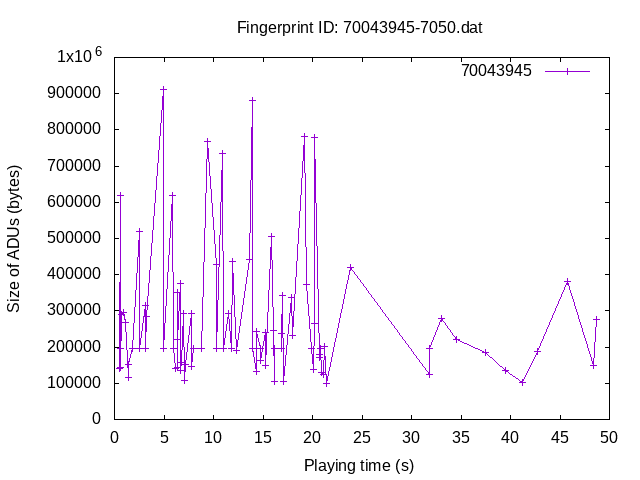 Fingerprint ID: 70043945-7050.dat
1x10^6
70043945
900000
800000
700000
600000
500000
400000
300000
200000
100000
0
Size of ADUs (bytes)
0 5 10 15 20 25 30 35 40 45 50
Playing time (s)